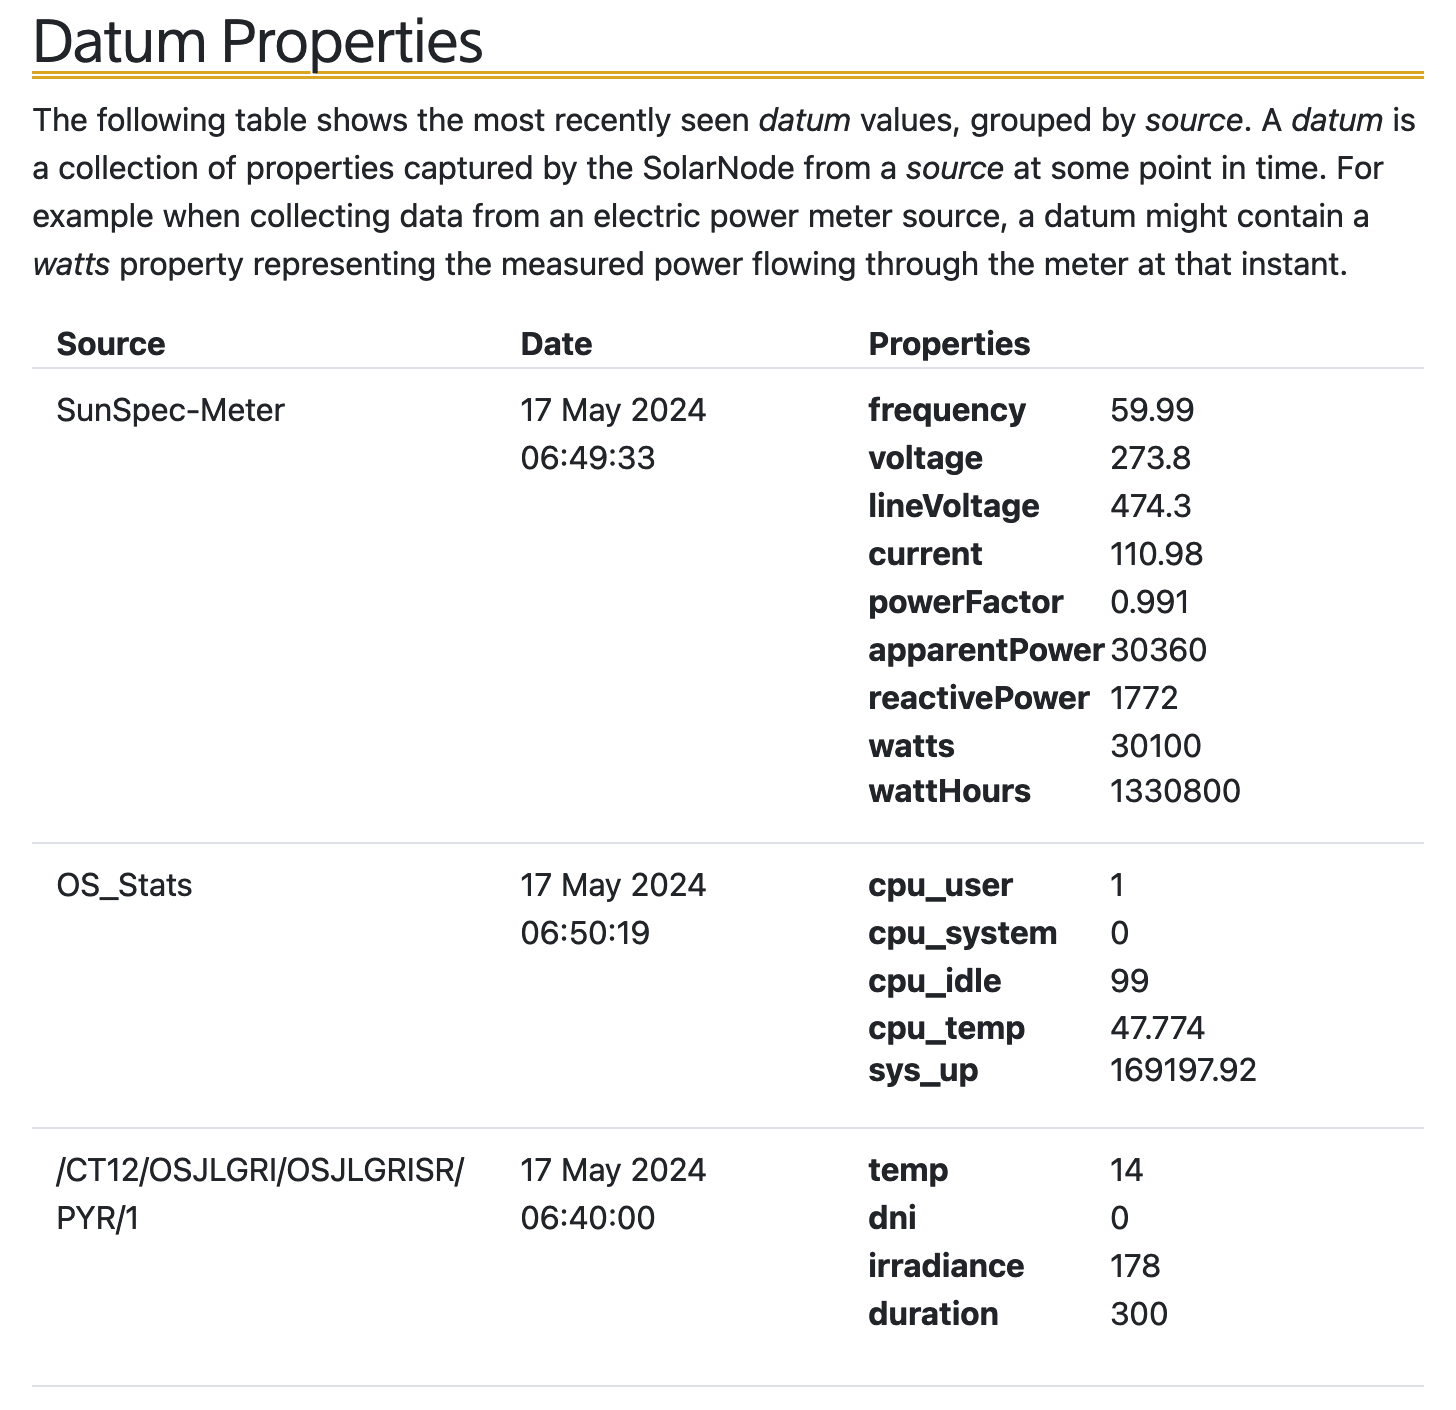 Datum Properties
The following table shows the most recently seen datum values, grouped by source. A datum is
a collection of properties captured by the SolarNode from a source at some point in time. For
example when collecting data from an electric power meter source, a datum might contain a
watts property representing the measured power flowing through the meter at that instant.
Source Date Properties
SunSpec-Meter 17 May 2024 frequency 59.99
06:49:33 voltage 273.8
lineVoltage 474.3
current 110.98
powerFactor 0.991
apparentPower 30360
reactivePower 1772
watts 30100
wattHours 1330800
OS_Stats 17 May 2024 cpu_user 1
06:50:19 cpu_system 0
cpu_idle 99
cpu_temp 47.774
sys_up 169197.92
/CT12/OSJLGRI/OSJLGRISR/ 17 May 2024 temp 14
PYR/1 06:40:00 dni 0
irradiance 178
duration 300